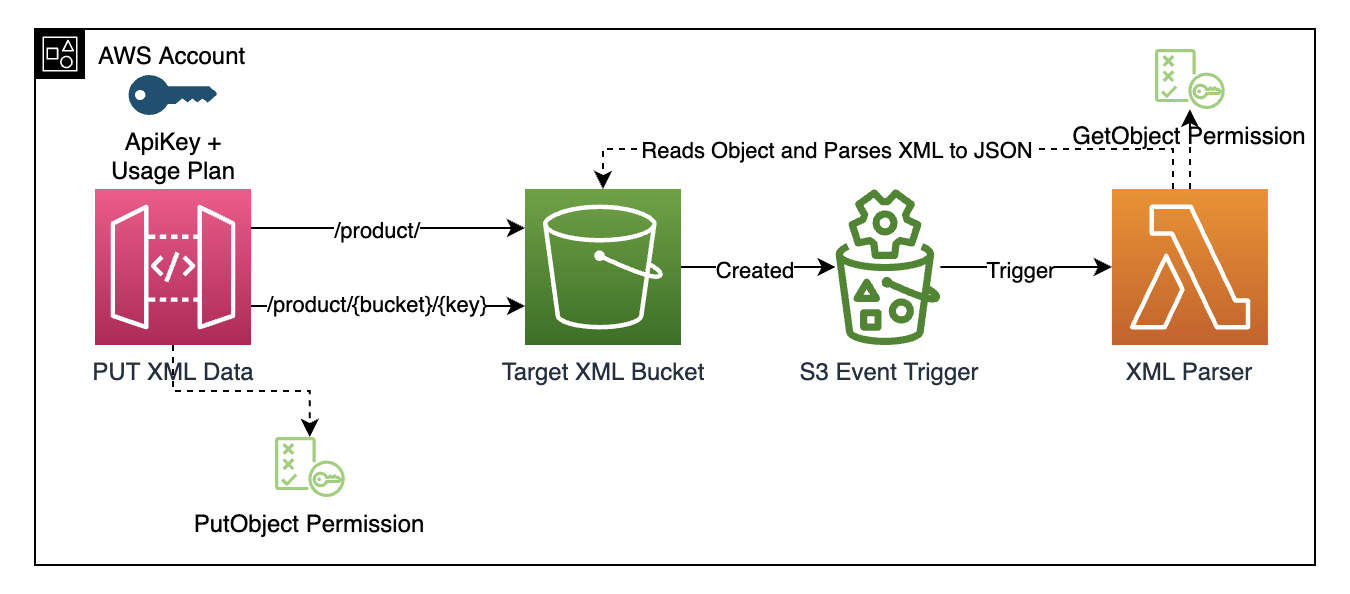 AWS Account
ApiKey +
Usage Plan
GetObject Permission
Reads Object and Parses XML to JSON
/product/
/product/{bucket}/{key}
Created
Trigger
PUT XML Data
Target XML Bucket
S3 Event Trigger
XML Parser
PutObject Permission